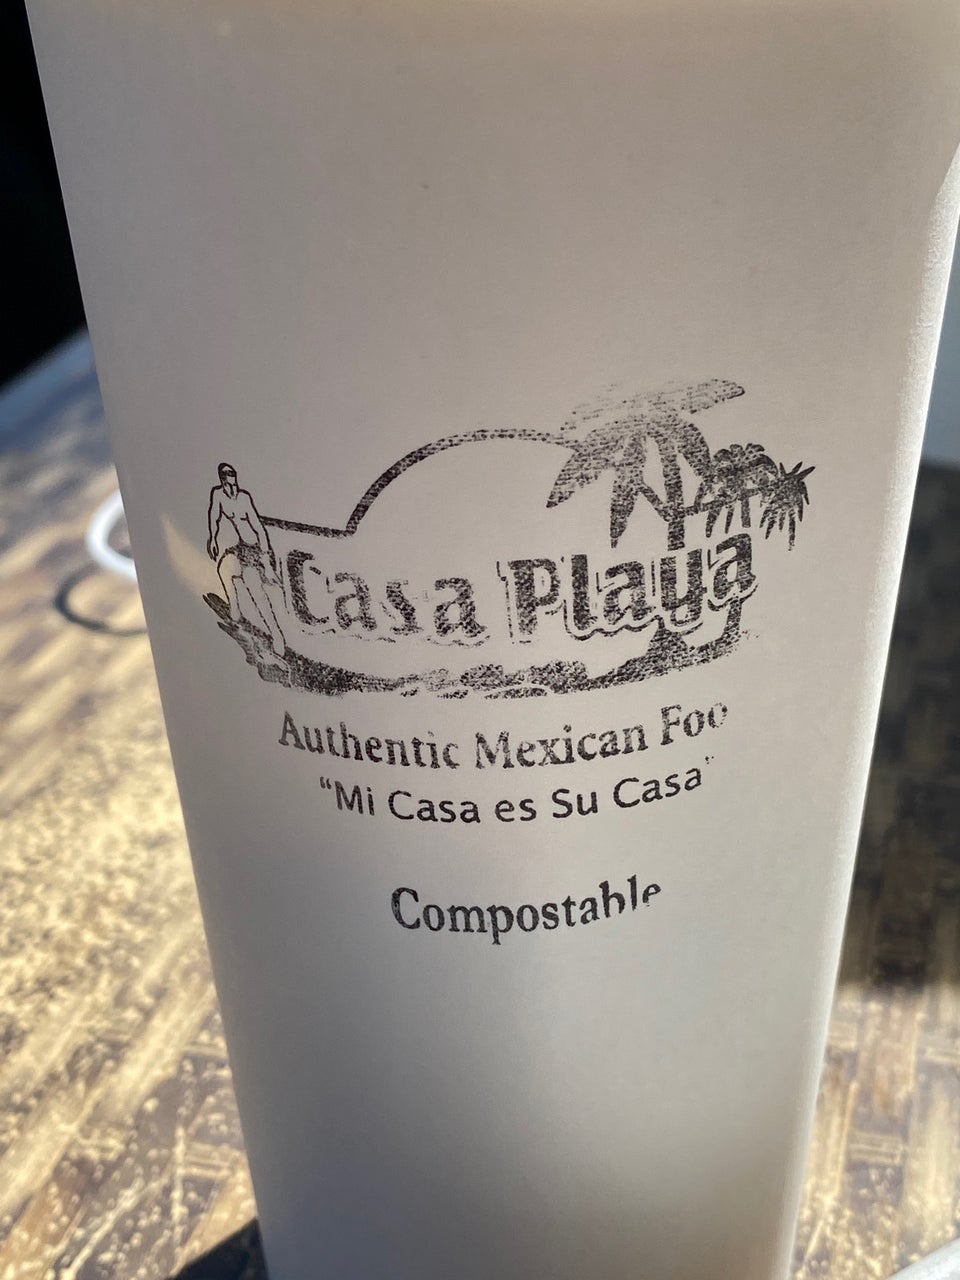 Casa Playa
Authentic Mexican Foo
"Mi Casa es Su Casa"
Compostable